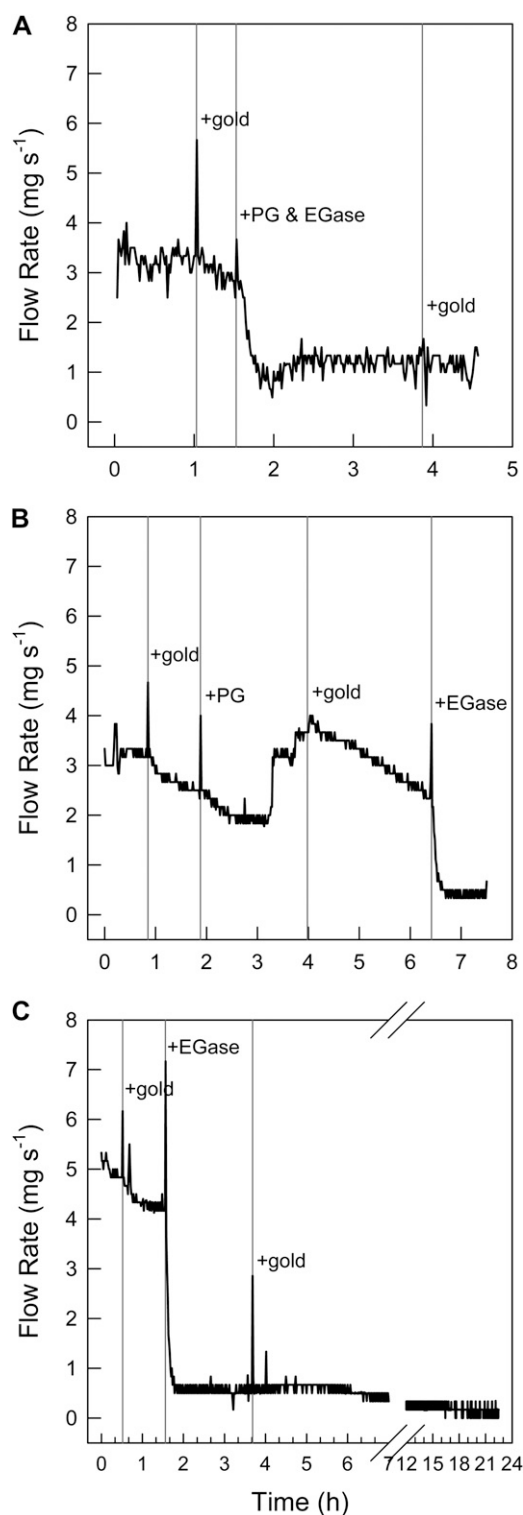 A
8
7
6
5
4
3
2
1
0
Flow Rate (mg s⁻¹)
+gold
+PG & EGase
+gold
0 1 2 3 4 5
B
8
7
6
5
4
3
2
1
0
Flow Rate (mg s⁻¹)
+gold
+PG
+gold
+EGase
0 1 2 3 4 5 6 7 8
C
8
7
6
5
4
3
2
1
0
Flow Rate (mg s⁻¹)
+EGase
+gold
+gold
0 1 2 3 4 5 6 7 12 15 18 21 24
Time (h)